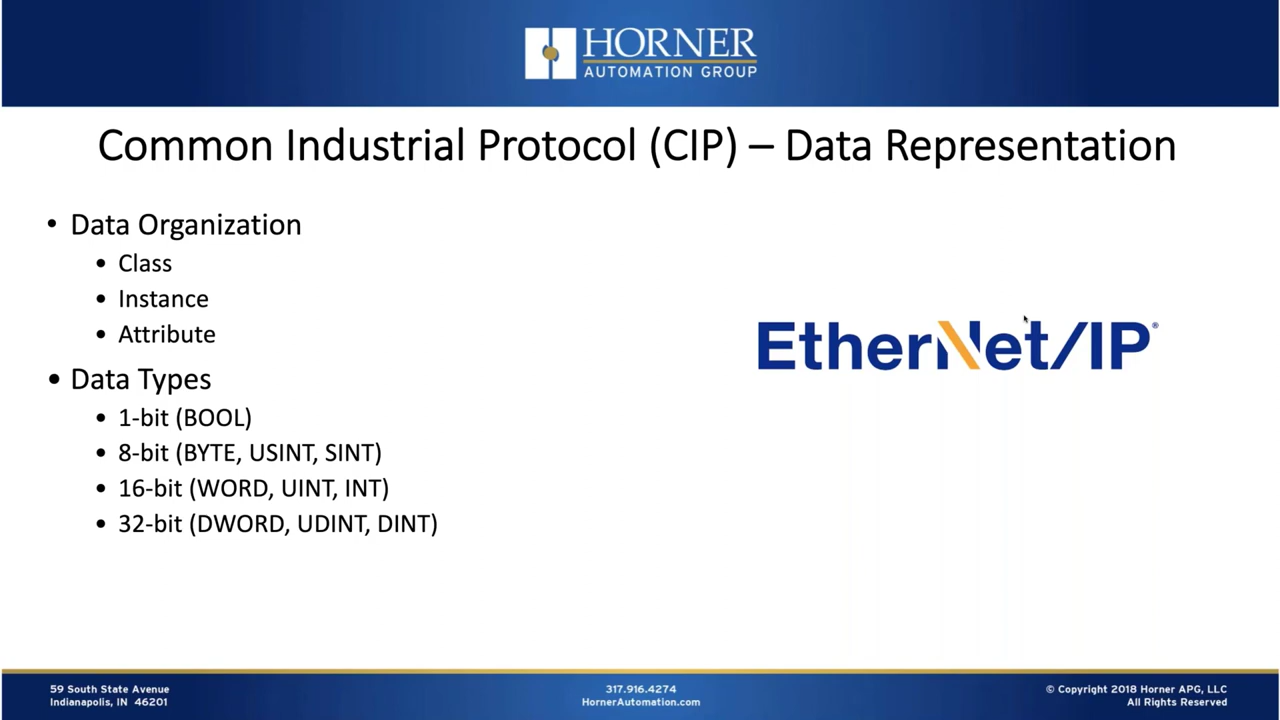 HORNER
AUTOMATION GROUP
Common Industrial Protocol (CIP) – Data Representation
• Data Organization
• Class
• Instance
• Attribute
• Data Types
• 1-bit (BOOL)
• 8-bit (BYTE, USINT, SINT)
• 16-bit (WORD, UINT, INT)
• 32-bit (DWORD, UDINT, DINT)
EtherNet/IP®
59 South State Avenue
Indianapolis, IN 46201
317.916.4274
HornerAutomation.com
© Copyright 2018 Horner APG, LLC
All Rights Reserved